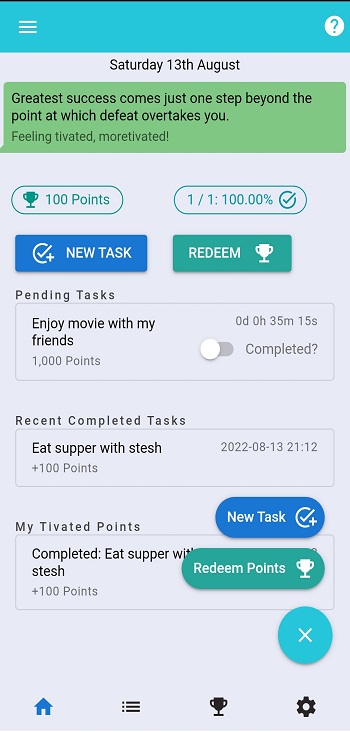 Saturday 13th August
Greatest success comes just one step beyond the
point at which defeat overtakes you.
Feeling tivated, moretivated!
100 Points
1 / 1: 100.00%
NEW TASK
REDEEM
Pending Tasks
Enjoy movie with my
friends
0d 0h 35m 15s
1,000 Points
Completed?
Recent Completed Tasks
Eat supper with stesh
2022-08-13 21:12
+100 Points
New Task
My Tivated Points
Completed: Eat supper with
stesh
Redeem Points
+100 Points